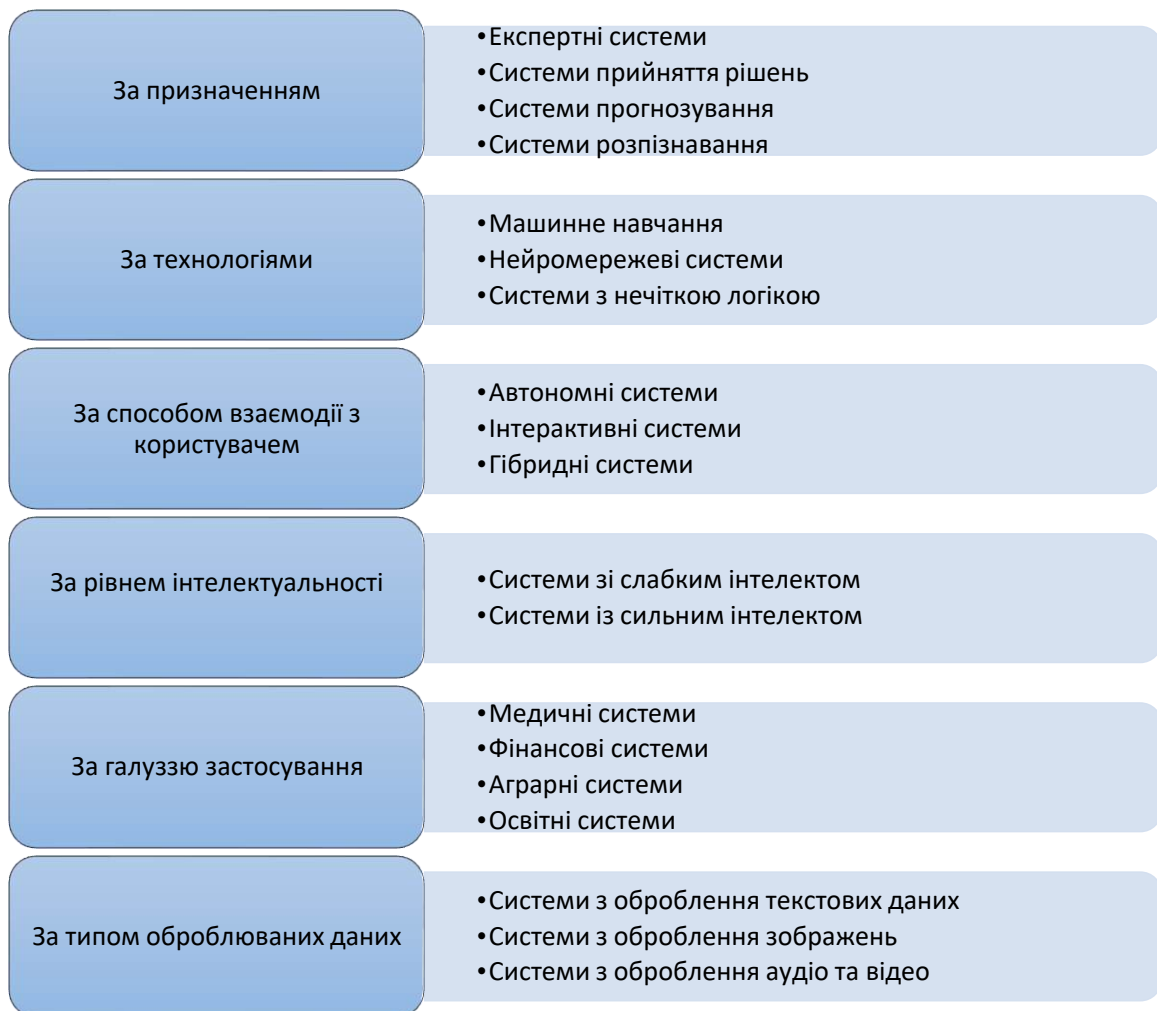 За призначенням
•Експертні системи
•Системи прийняття рішень
•Системи прогнозування
•Системи розпізнавання
За технологіями
•Машинне навчання
•Нейромережеві системи
•Системи з нечіткою логікою
За способом взаємодії з
користувачем
•Автономні системи
•Інтерактивні системи
•Гібридні системи
За рівнем інтелектуальності
•Системи зі слабким інтелектом
•Системи із сильним інтелектом
За галуззю застосування
•Медичні системи
•Фінансові системи
•Аграрні системи
•Освітні системи
За типом оброблюваних даних
•Системи з оброблення текстових даних
•Системи з оброблення зображень
•Системи з оброблення аудіо та відео